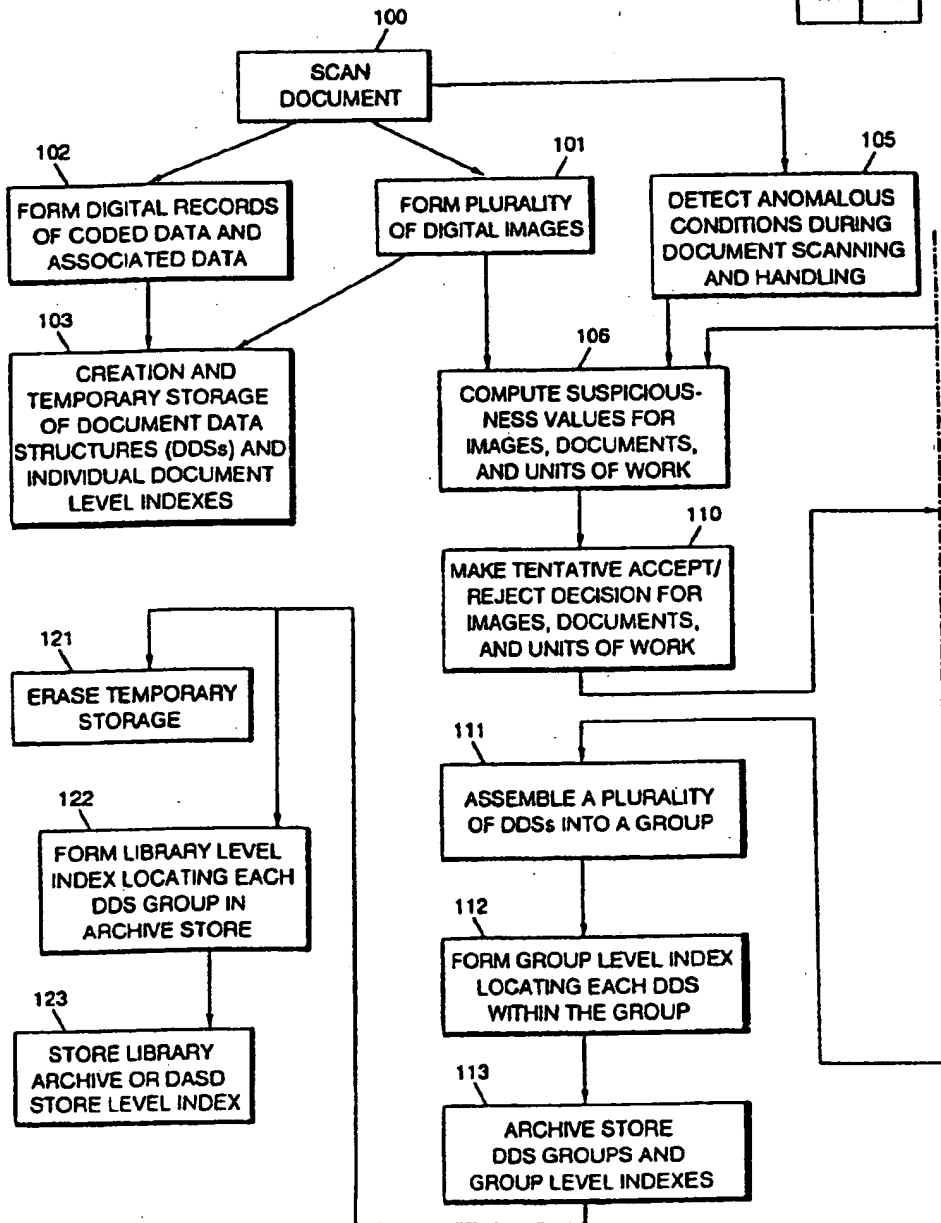 100
SCAN
DOCUMENT
102
FORM DIGITAL RECORDS
OF CODED DATA AND
ASSOCIATED DATA
101
FORM PLURALITY
OF DIGITAL IMAGES
105
DETECT ANOMALOUS
CONDITIONS DURING
DOCUMENT SCANNING
AND HANDLING
103
CREATION AND
TEMPORARY STORAGE
OF DOCUMENT DATA
STRUCTURES (DDSs) AND
INDIVIDUAL DOCUMENT
LEVEL INDEXES
106
COMPUTE SUSPICIOUS-
NESS VALUES FOR
IMAGES, DOCUMENTS,
AND UNITS OF WORK
110
MAKE TENTATIVE ACCEPT/
REJECT DECISION FOR
IMAGES, DOCUMENTS,
AND UNITS OF WORK
121
ERASE TEMPORARY
STORAGE
111
ASSEMBLE A PLURALITY
OF DDSs INTO A GROUP
122
FORM LIBRARY LEVEL
INDEX LOCATING EACH
DDS GROUP IN
ARCHIVE STORE
112
FORM GROUP LEVEL INDEX
LOCATING EACH DDS
WITHIN THE GROUP
123
STORE LIBRARY
ARCHIVE OR DASD
STORE LEVEL INDEX
113
ARCHIVE STORE
DDS GROUPS AND
GROUP LEVEL INDEXES